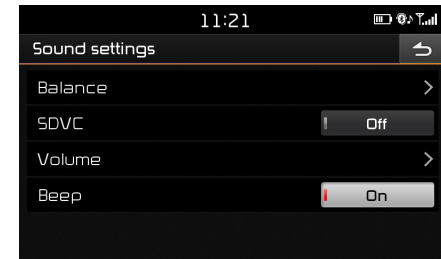 11:21
Sound settings
Balance
SDVC
Off
Volume
Beep
On